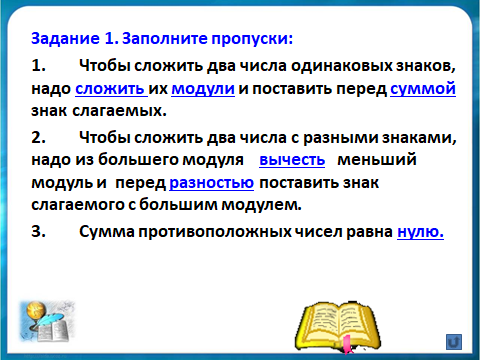 Задание 1. Заполните пропуски:
1. Чтобы сложить два числа одинаковых знаков,
надо сложить их модули и поставить перед суммой
знак слагаемых.
2. Чтобы сложить два числа с разными знаками,
надо из большего модуля вычесть меньший
модуль и перед разностью поставить знак
слагаемого с большим модулем.
3. Сумма противоположных чисел равна нулю.